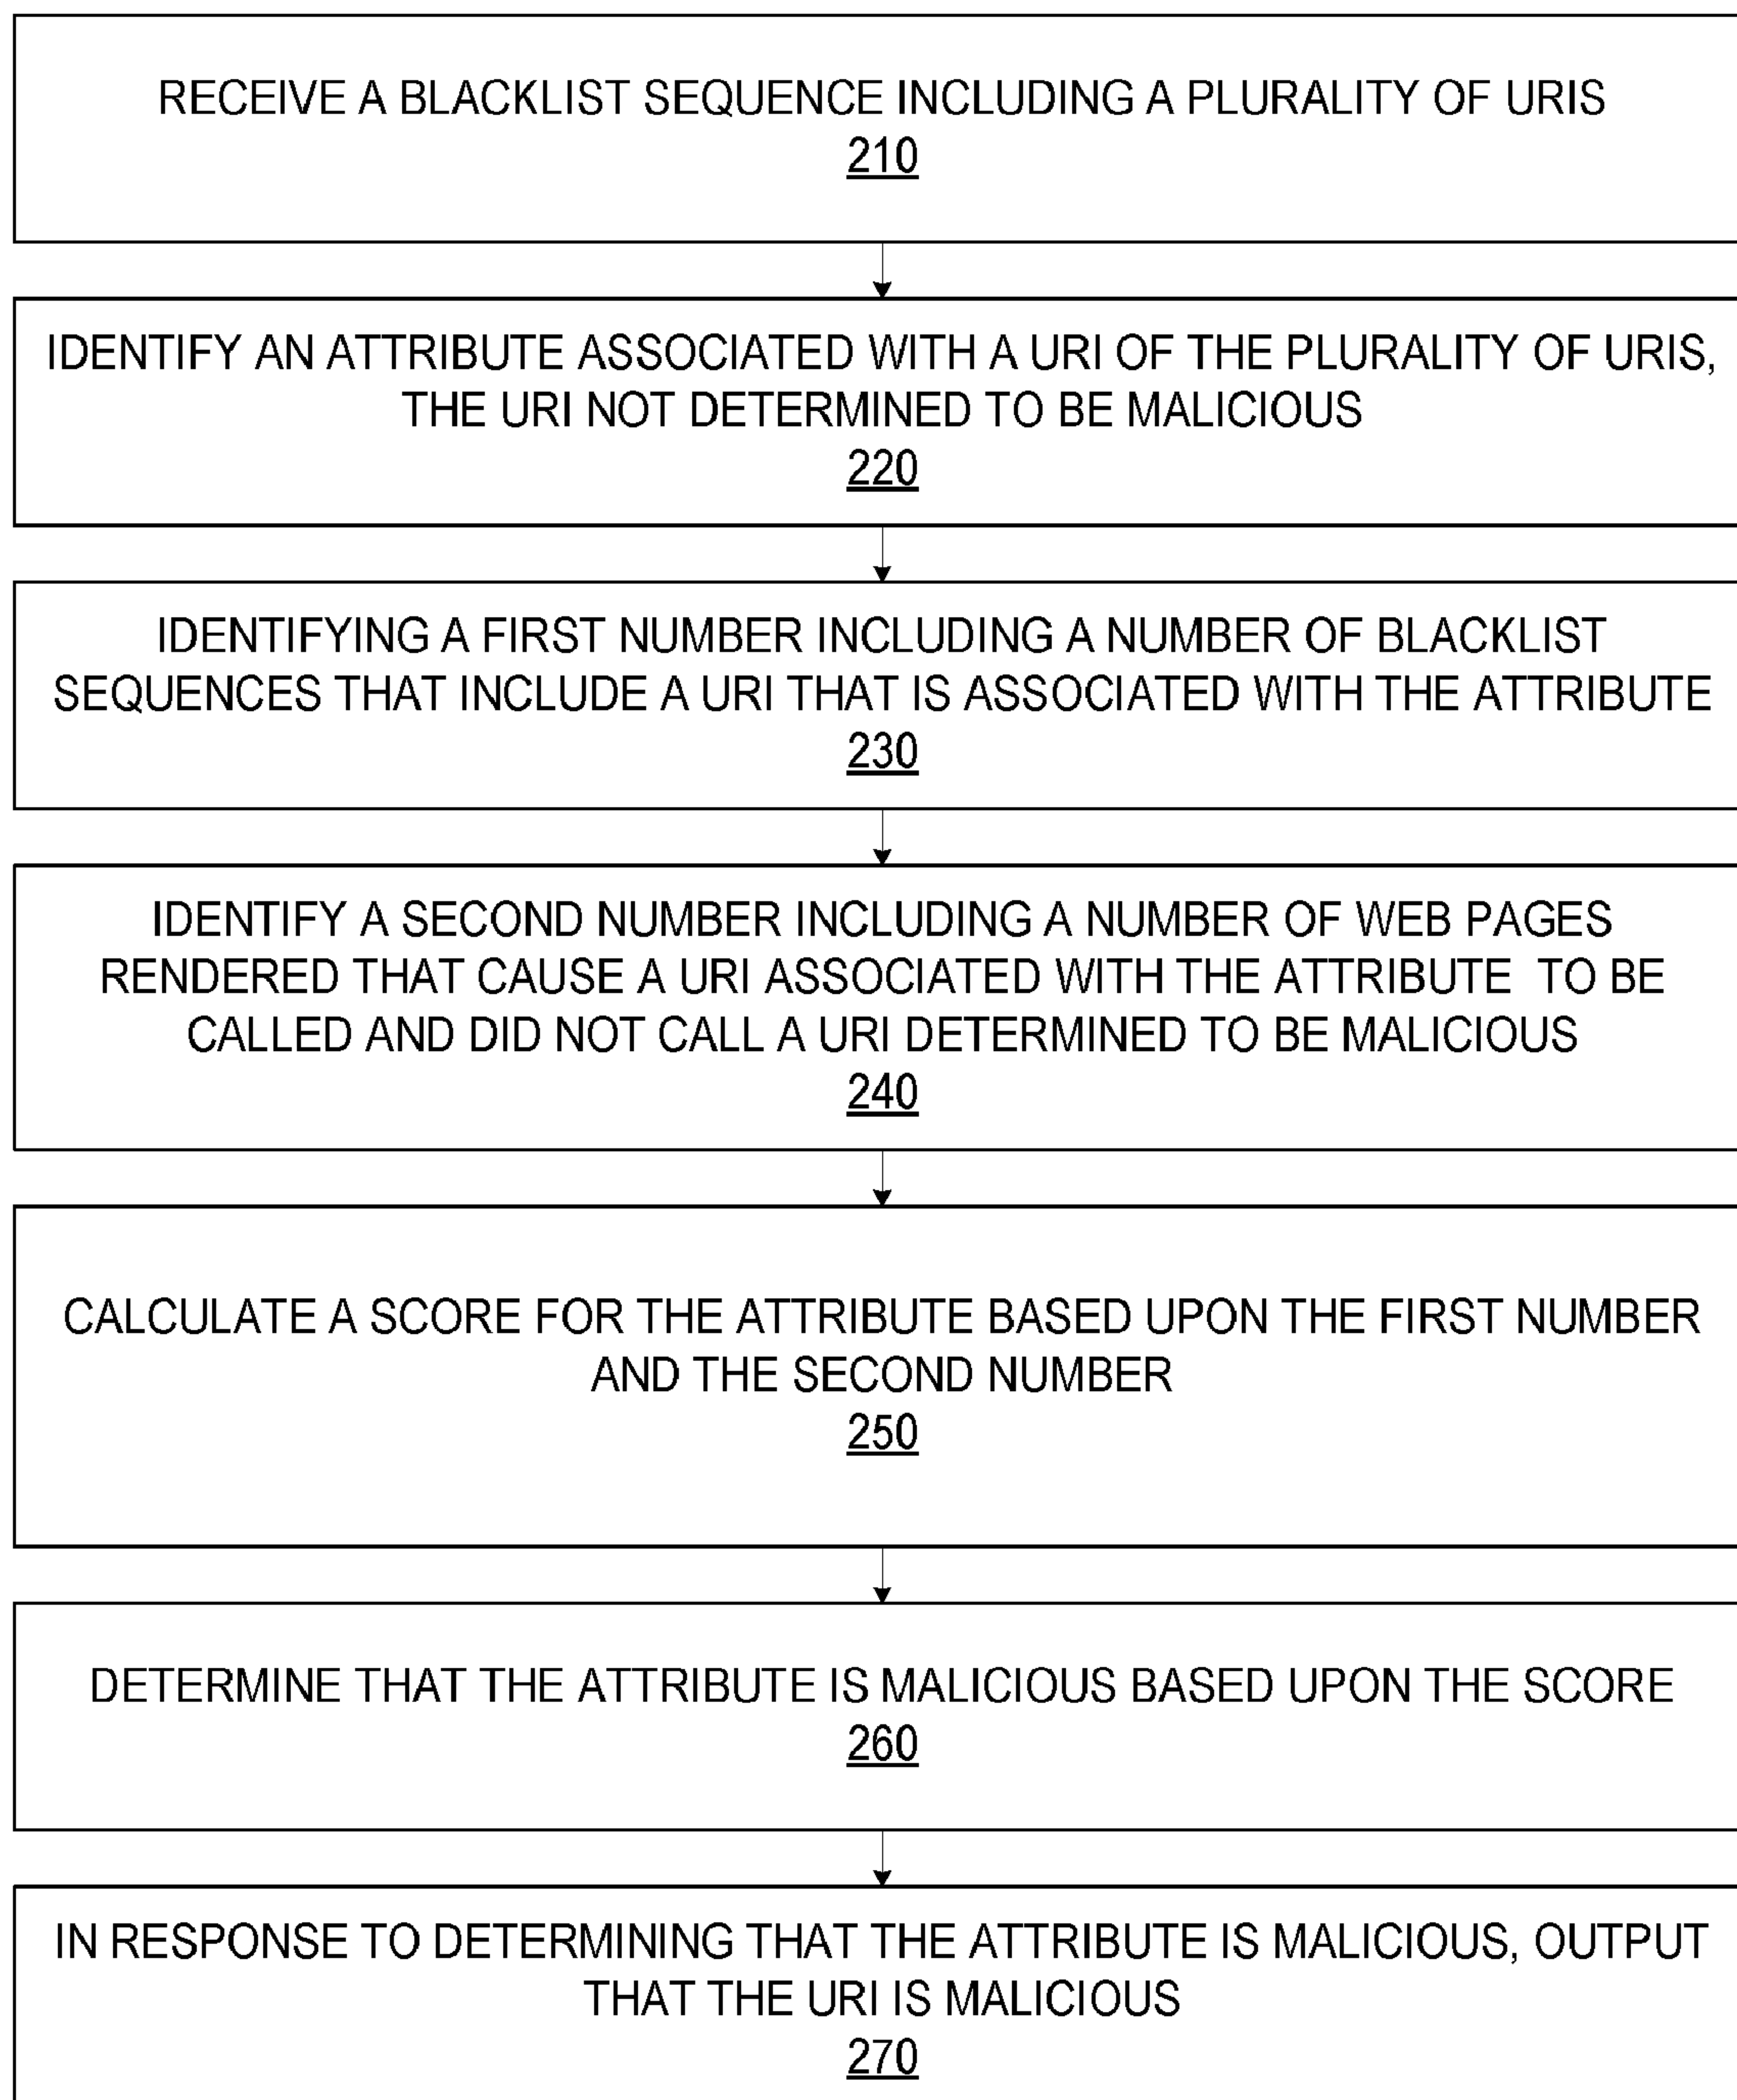 RECEIVE A BLACKLIST SEQUENCE INCLUDING A PLURALITY OF URIS
210
IDENTIFY AN ATTRIBUTE ASSOCIATED WITH A URI OF THE PLURALITY OF URIS,
THE URI NOT DETERMINED TO BE MALICIOUS
220
IDENTIFYING A FIRST NUMBER INCLUDING A NUMBER OF BLACKLIST
SEQUENCES THAT INCLUDE A URI THAT IS ASSOCIATED WITH THE ATTRIBUTE
230
IDENTIFY A SECOND NUMBER INCLUDING A NUMBER OF WEB PAGES
RENDERED THAT CAUSE A URI ASSOCIATED WITH THE ATTRIBUTE TO BE
CALLED AND DID NOT CALL A URI DETERMINED TO BE MALICIOUS
240
CALCULATE A SCORE FOR THE ATTRIBUTE BASED UPON THE FIRST NUMBER
AND THE SECOND NUMBER
250
DETERMINE THAT THE ATTRIBUTE IS MALICIOUS BASED UPON THE SCORE
260
IN RESPONSE TO DETERMINING THAT THE ATTRIBUTE IS MALICIOUS, OUTPUT
THAT THE URI IS MALICIOUS
270